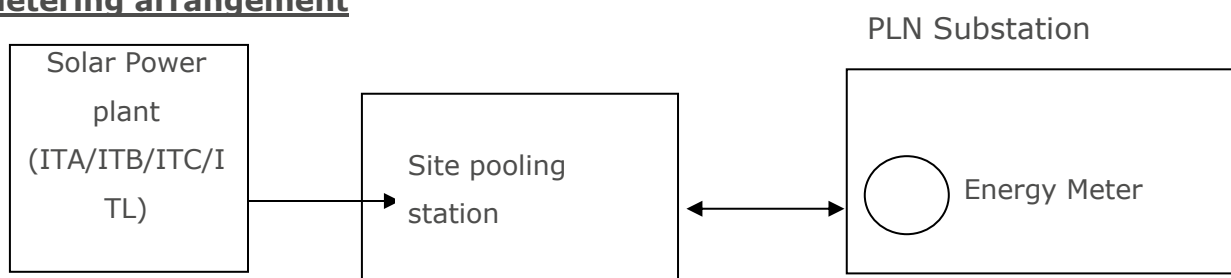 Metering arrangement
PLN Substation
Solar Power
plant
(ITA/ITB/ITC/I
TL)
Site pooling
station
Energy Meter